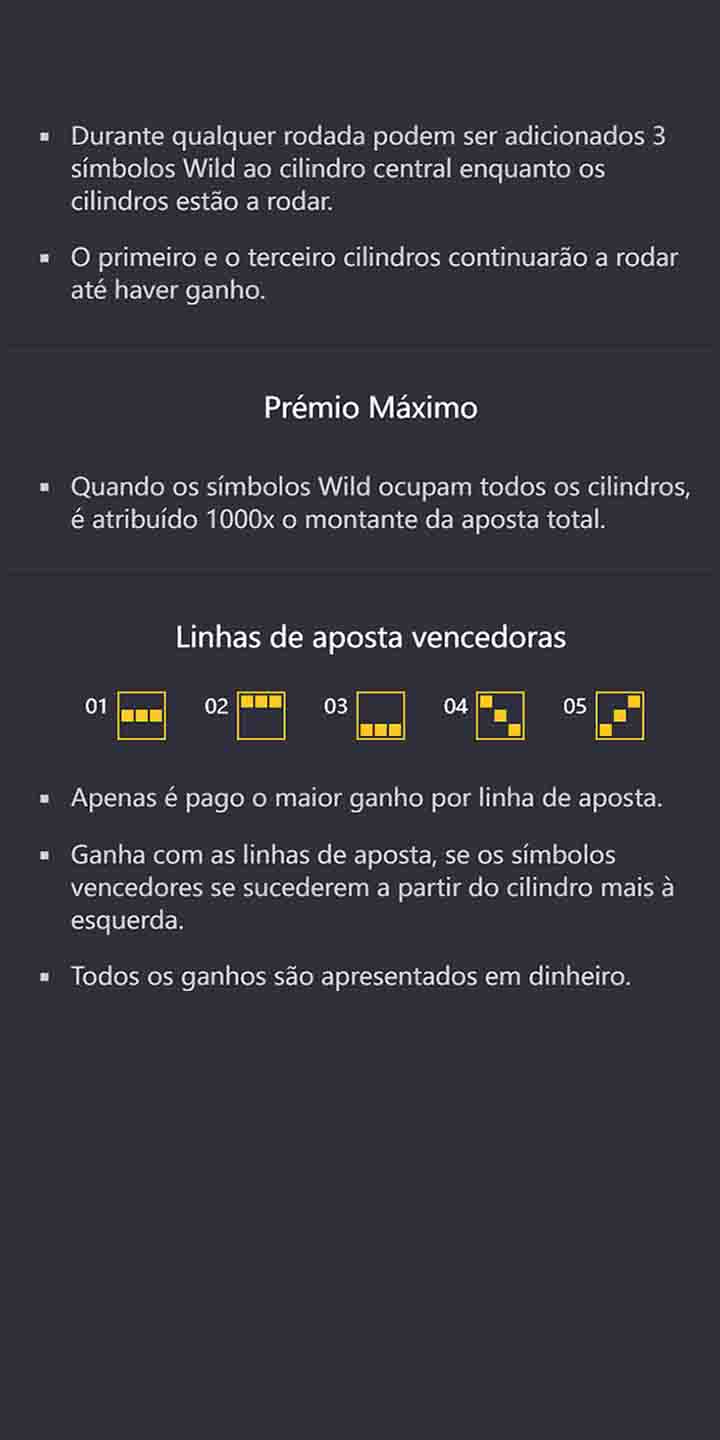 Durante qualquer rodada podem ser adicionados 3
símbolos Wild ao cilindro central enquanto os
cilindros estão a rodar.
O primeiro e o terceiro cilindros continuarão a rodar
até haver ganho.
Prémio Máximo
Quando os símbolos Wild ocupam todos os cilindros,
é atribuído 1000x o montante da aposta total.
Linhas de aposta vencedoras
01 02 03 04 05
Apenas é pago o maior ganho por linha de aposta.
Ganha com as linhas de aposta, se os símbolos
vencedores se sucederem a partir do cilindro mais à
esquerda.
Todos os ganhos são apresentados em dinheiro.